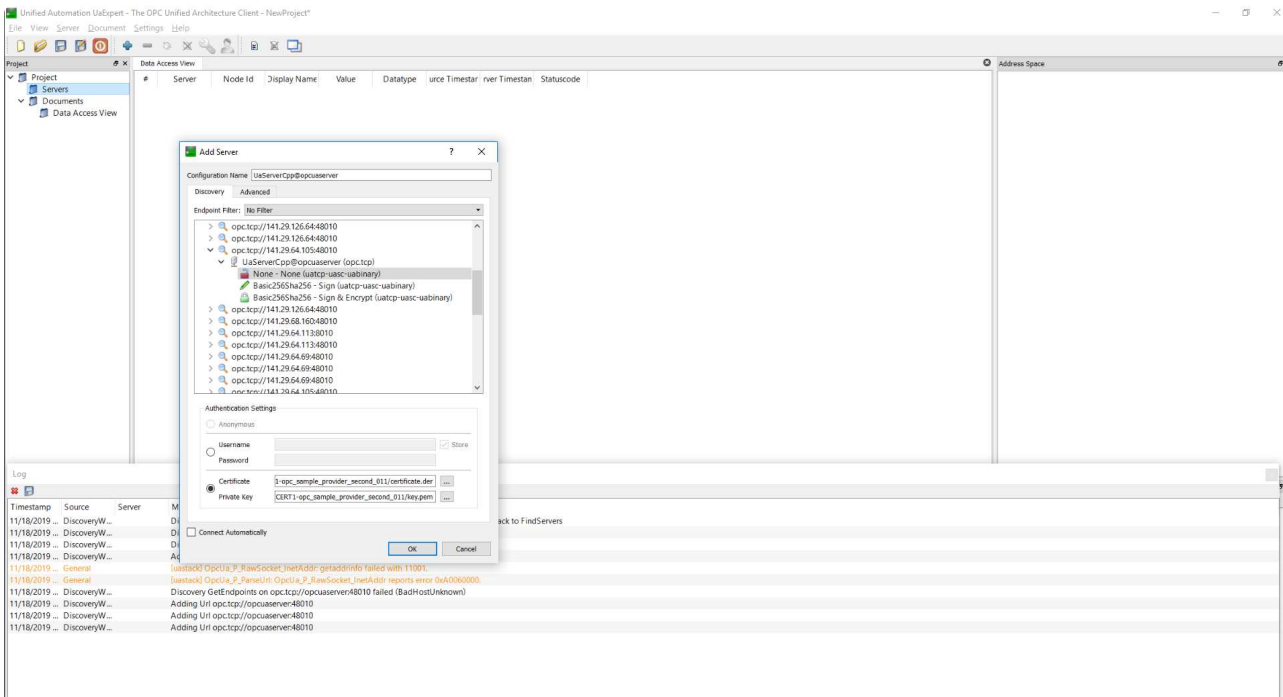 Unified Automation UaExpert - The OPC Unified Architecture Client - NewProject*
File View Server Document Settings Help
Project
Project
Servers
Documents
Data Access View
Data Access View
# Server Node Id Display Name Value Datatype urce Timestar rver Timestan Statuscode
Address Space
Add Server
?
Configuration Name UaServerCpp@opcuaserver
Discovery Advanced
Endpoint Filter: No Filter
opc.tcp://141.29.126.64:48010
opc.tcp://141.29.126.64:48010
opc.tcp://141.29.64.105:48010
UaServerCpp@opcuaserver (opc.tcp)
None - None (uatcp-uasc-uabinary)
Basic256Sha256 - Sign (uatcp-uasc-uabinary)
Basic256Sha256 - Sign & Encrypt (uatcp-uasc-uabinary)
opc.tcp://141.29.126.64:48010
opc.tcp://141.29.68.160:48010
opc.tcp://141.29.64.113:8010
opc.tcp://141.29.64.113:48010
opc.tcp://141.29.64.69:48010
opc.tcp://141.29.64.69:48010
opc.tcp://141.29.64.69:48010
opc.tcp://141.29.64.105:48010
Authentication Settings
Anonymous
Username Store
Password
Certificate 1-opc_sample_provider_second_011/certificate.der ...
Private Key CERT1-opc_sample_provider_second_011/key.pem ...
Connect Automatically
OK Cancel
Log
Timestamp Source Server M
11/18/2019 ... DiscoveryW... Di ack to FindServers
11/18/2019 ... DiscoveryW... Di
11/18/2019 ... DiscoveryW... Di
11/18/2019 ... DiscoveryW... Ad
11/18/2019 ... General [uastack] OpcUa_P_RawSocket_InetAddr: getaddrinfo failed with 11001.
11/18/2019 ... General [uastack] OpcUa_P_ParseUrl: OpcUa_P_RawSocket_InetAddr reports error 0xA0060000.
11/18/2019 ... DiscoveryW... Discovery GetEndpoints on opc.tcp://opcuaserver:48010 failed (BadHostUnknown)
11/18/2019 ... DiscoveryW... Adding Url opc.tcp://opcuaserver:48010
11/18/2019 ... DiscoveryW... Adding Url opc.tcp://opcuaserver:48010
11/18/2019 ... DiscoveryW... Adding Url opc.tcp://opcuaserver:48010